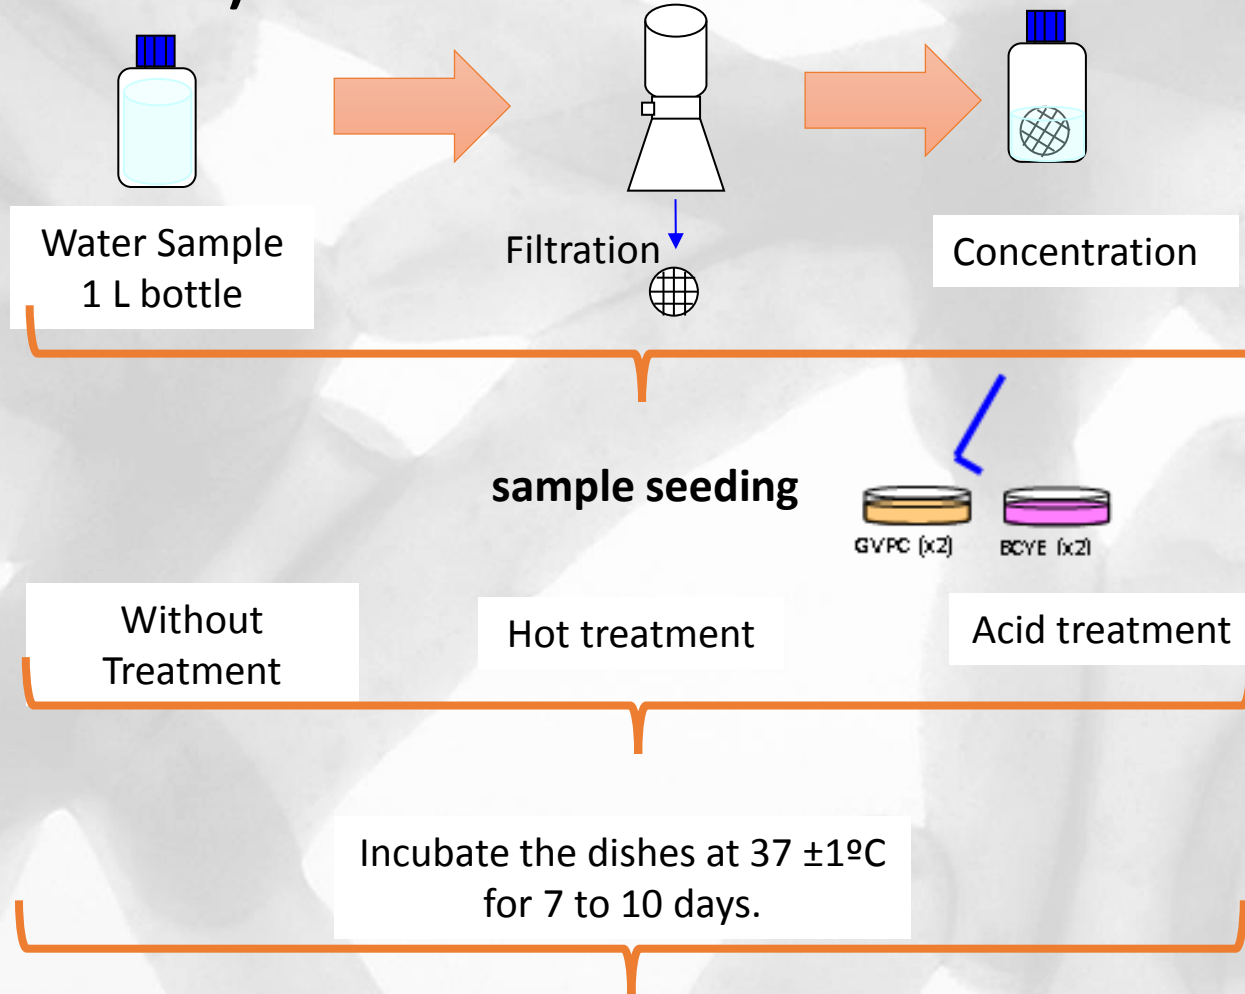 Water Sample
1 L bottle
Filtration
Concentration
sample seeding
GVPC (x2)
BCYE (x2)
Without
Treatment
Hot treatment
Acid treatment
Incubate the dishes at 37 ±1ºC
for 7 to 10 days.